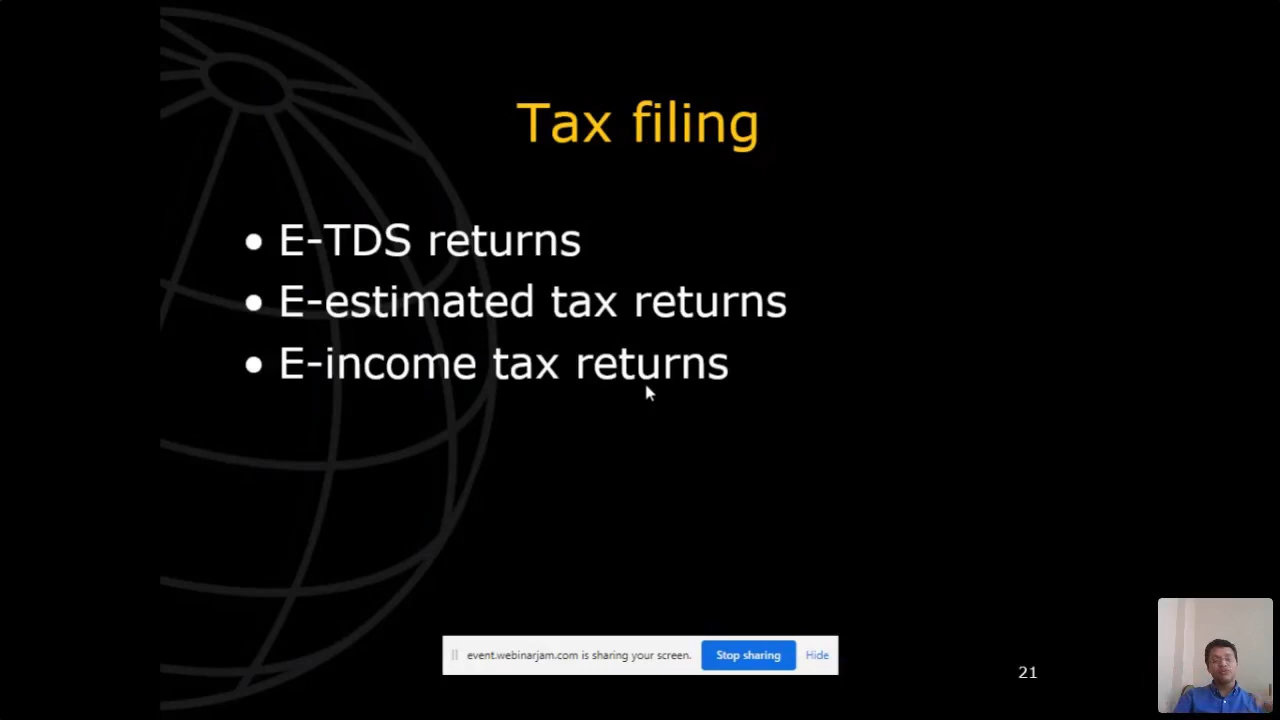 Tax filing
• E-TDS returns
• E-estimated tax returns
• E-income tax returns
event.webinarjam.com is sharing your screen. Stop sharing Hide
21